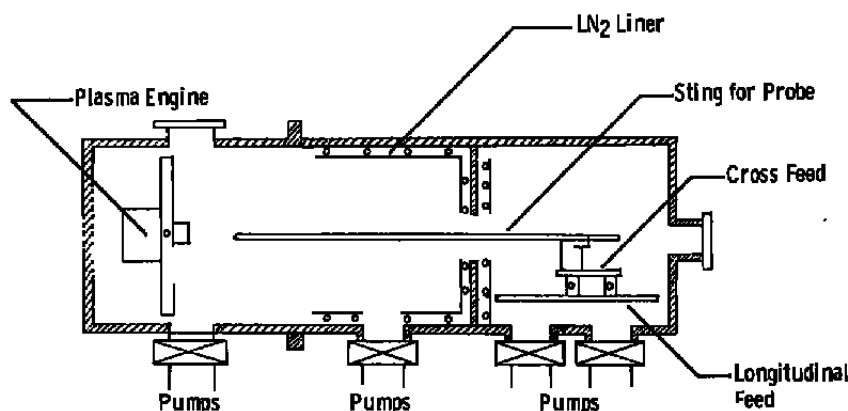 LN2 Liner
Plasma Engine
Sting for Probe
Cross Feed
Longitudinal
Feed
Pumps
Pumps
Pumps